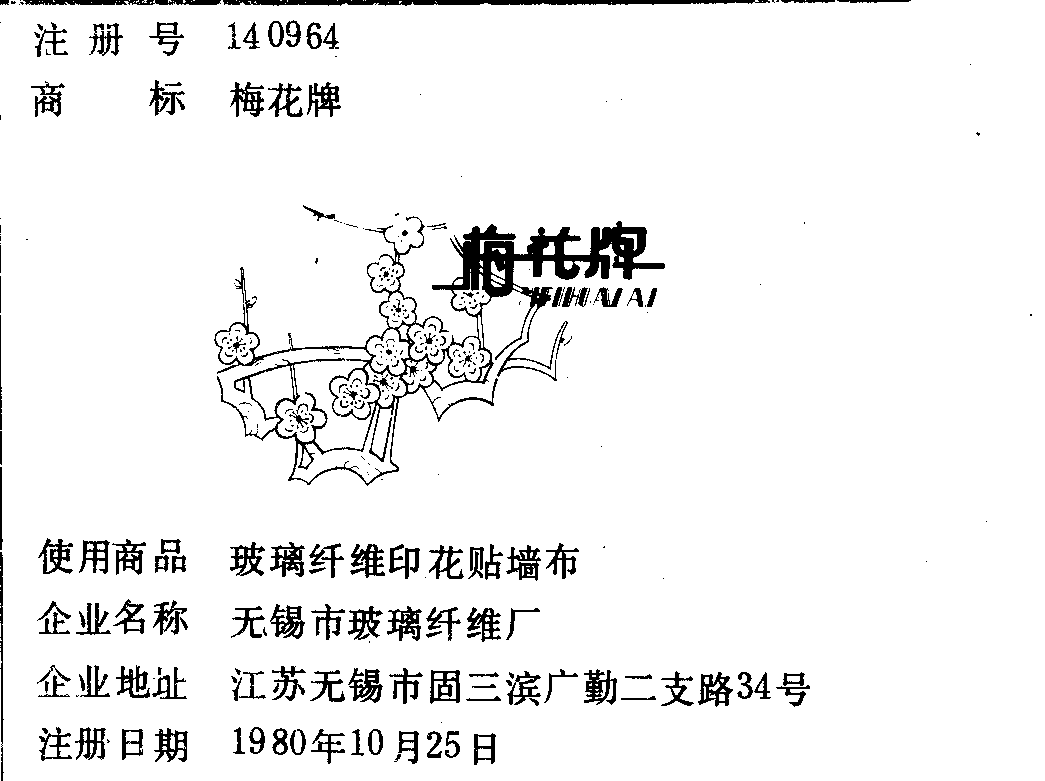 注册号 140964
商标 梅花牌
梅花牌
使用商品 玻璃纤维印花贴墙布
企业名称 无锡市玻璃纤维厂
企业地址 江苏无锡市固三滨广勤二支路34号
注册日期 1980年10月25日